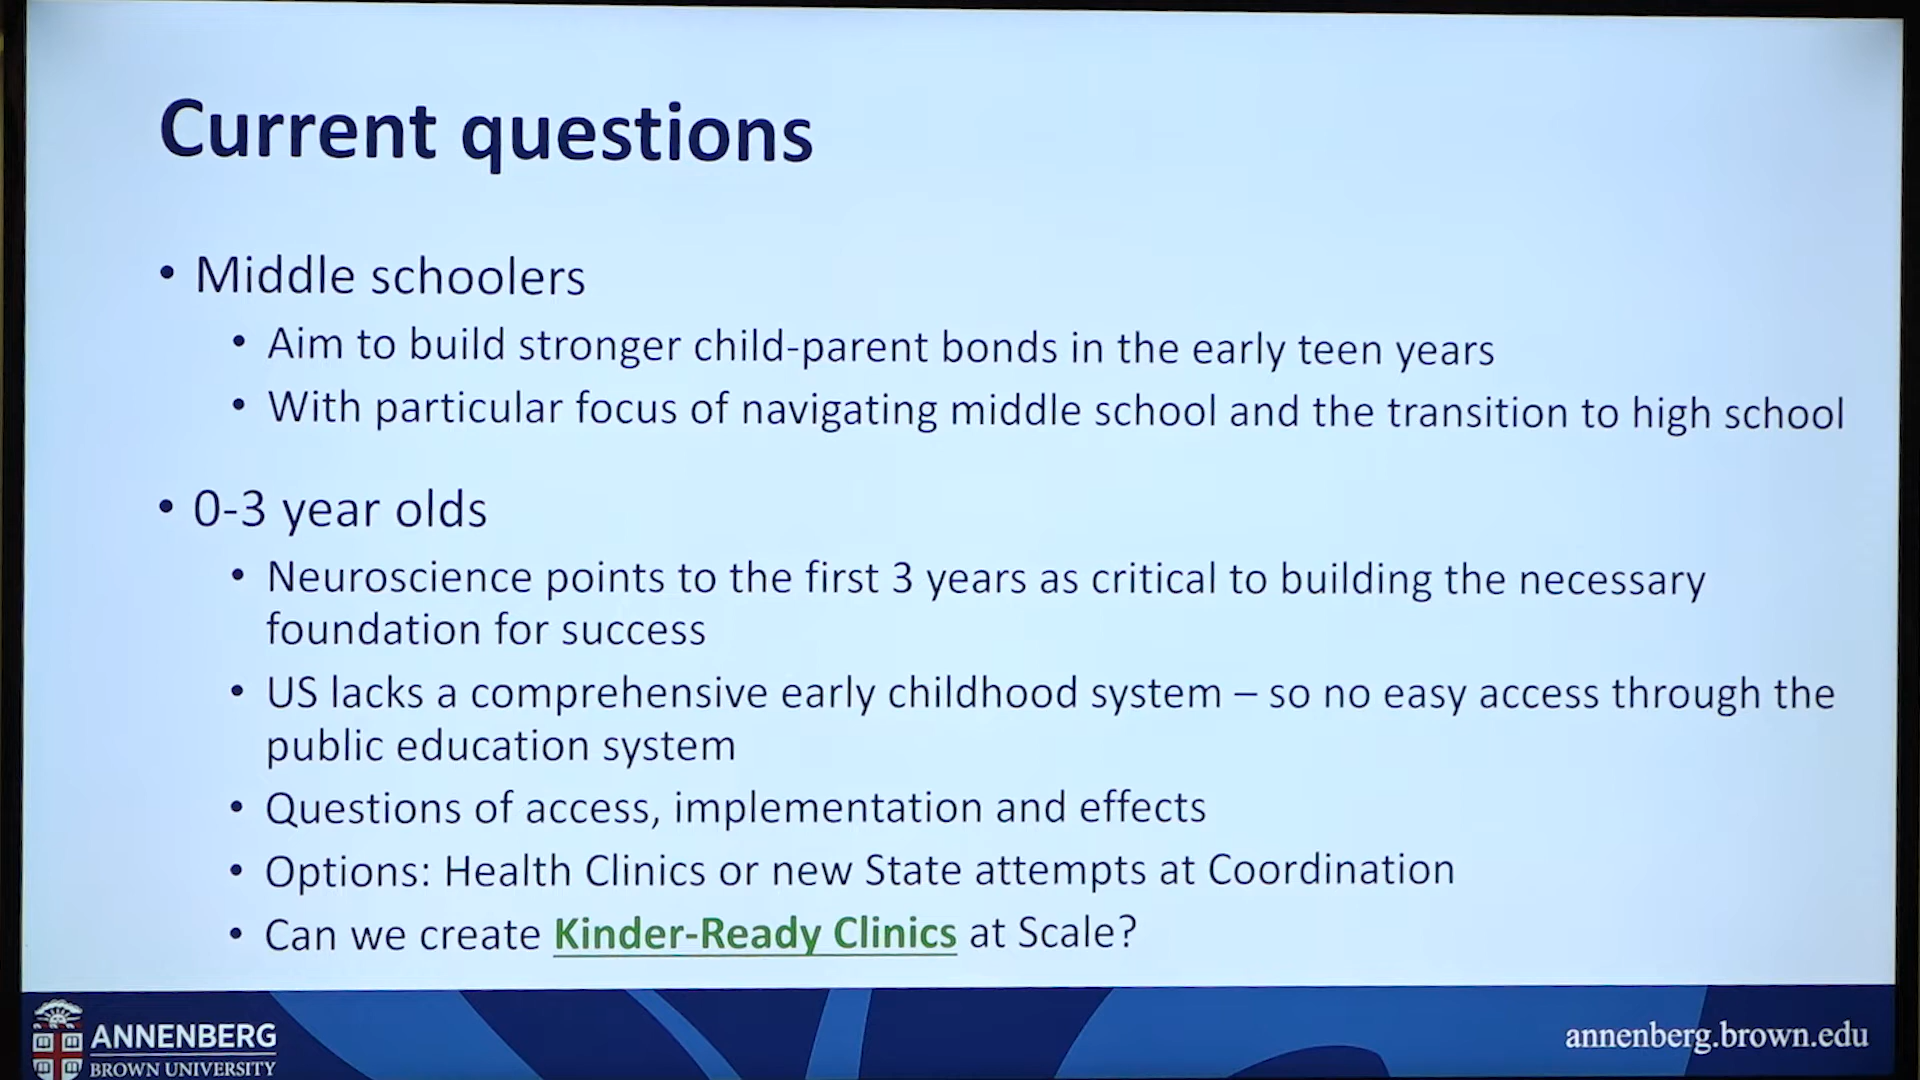 Current questions
• Middle schoolers
• Aim to build stronger child-parent bonds in the early teen years
• With particular focus of navigating middle school and the transition to high school
• 0-3 year olds
• Neuroscience points to the first 3 years as critical to building the necessary
foundation for success
• US lacks a comprehensive early childhood system – so no easy access through the
public education system
• Questions of access, implementation and effects
• Options: Health Clinics or new State attempts at Coordination
• Can we create Kinder-Ready Clinics at Scale?
ANNENBERG
BROWN UNIVERSITY
annenberg.brown.edu